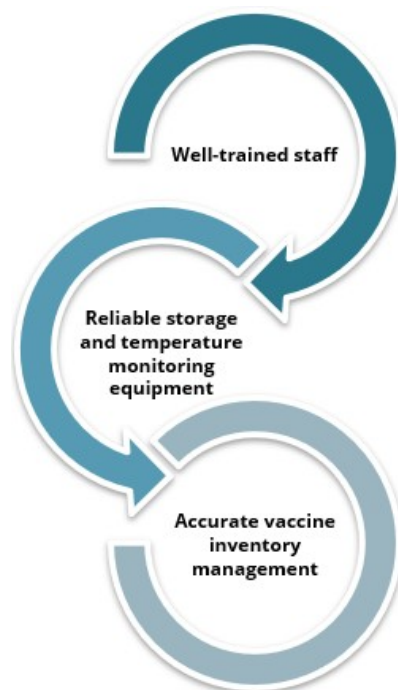 Well-trained staff
Reliable storage
and temperature
monitoring
equipment
Accurate vaccine
inventory
management